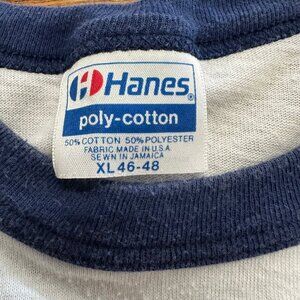 Hanes®
poly-cotton
50% COTTON 50% POLYESTER
FABRIC MADE IN U.S.A.
SEWN IN JAMAICA
XL 46-48